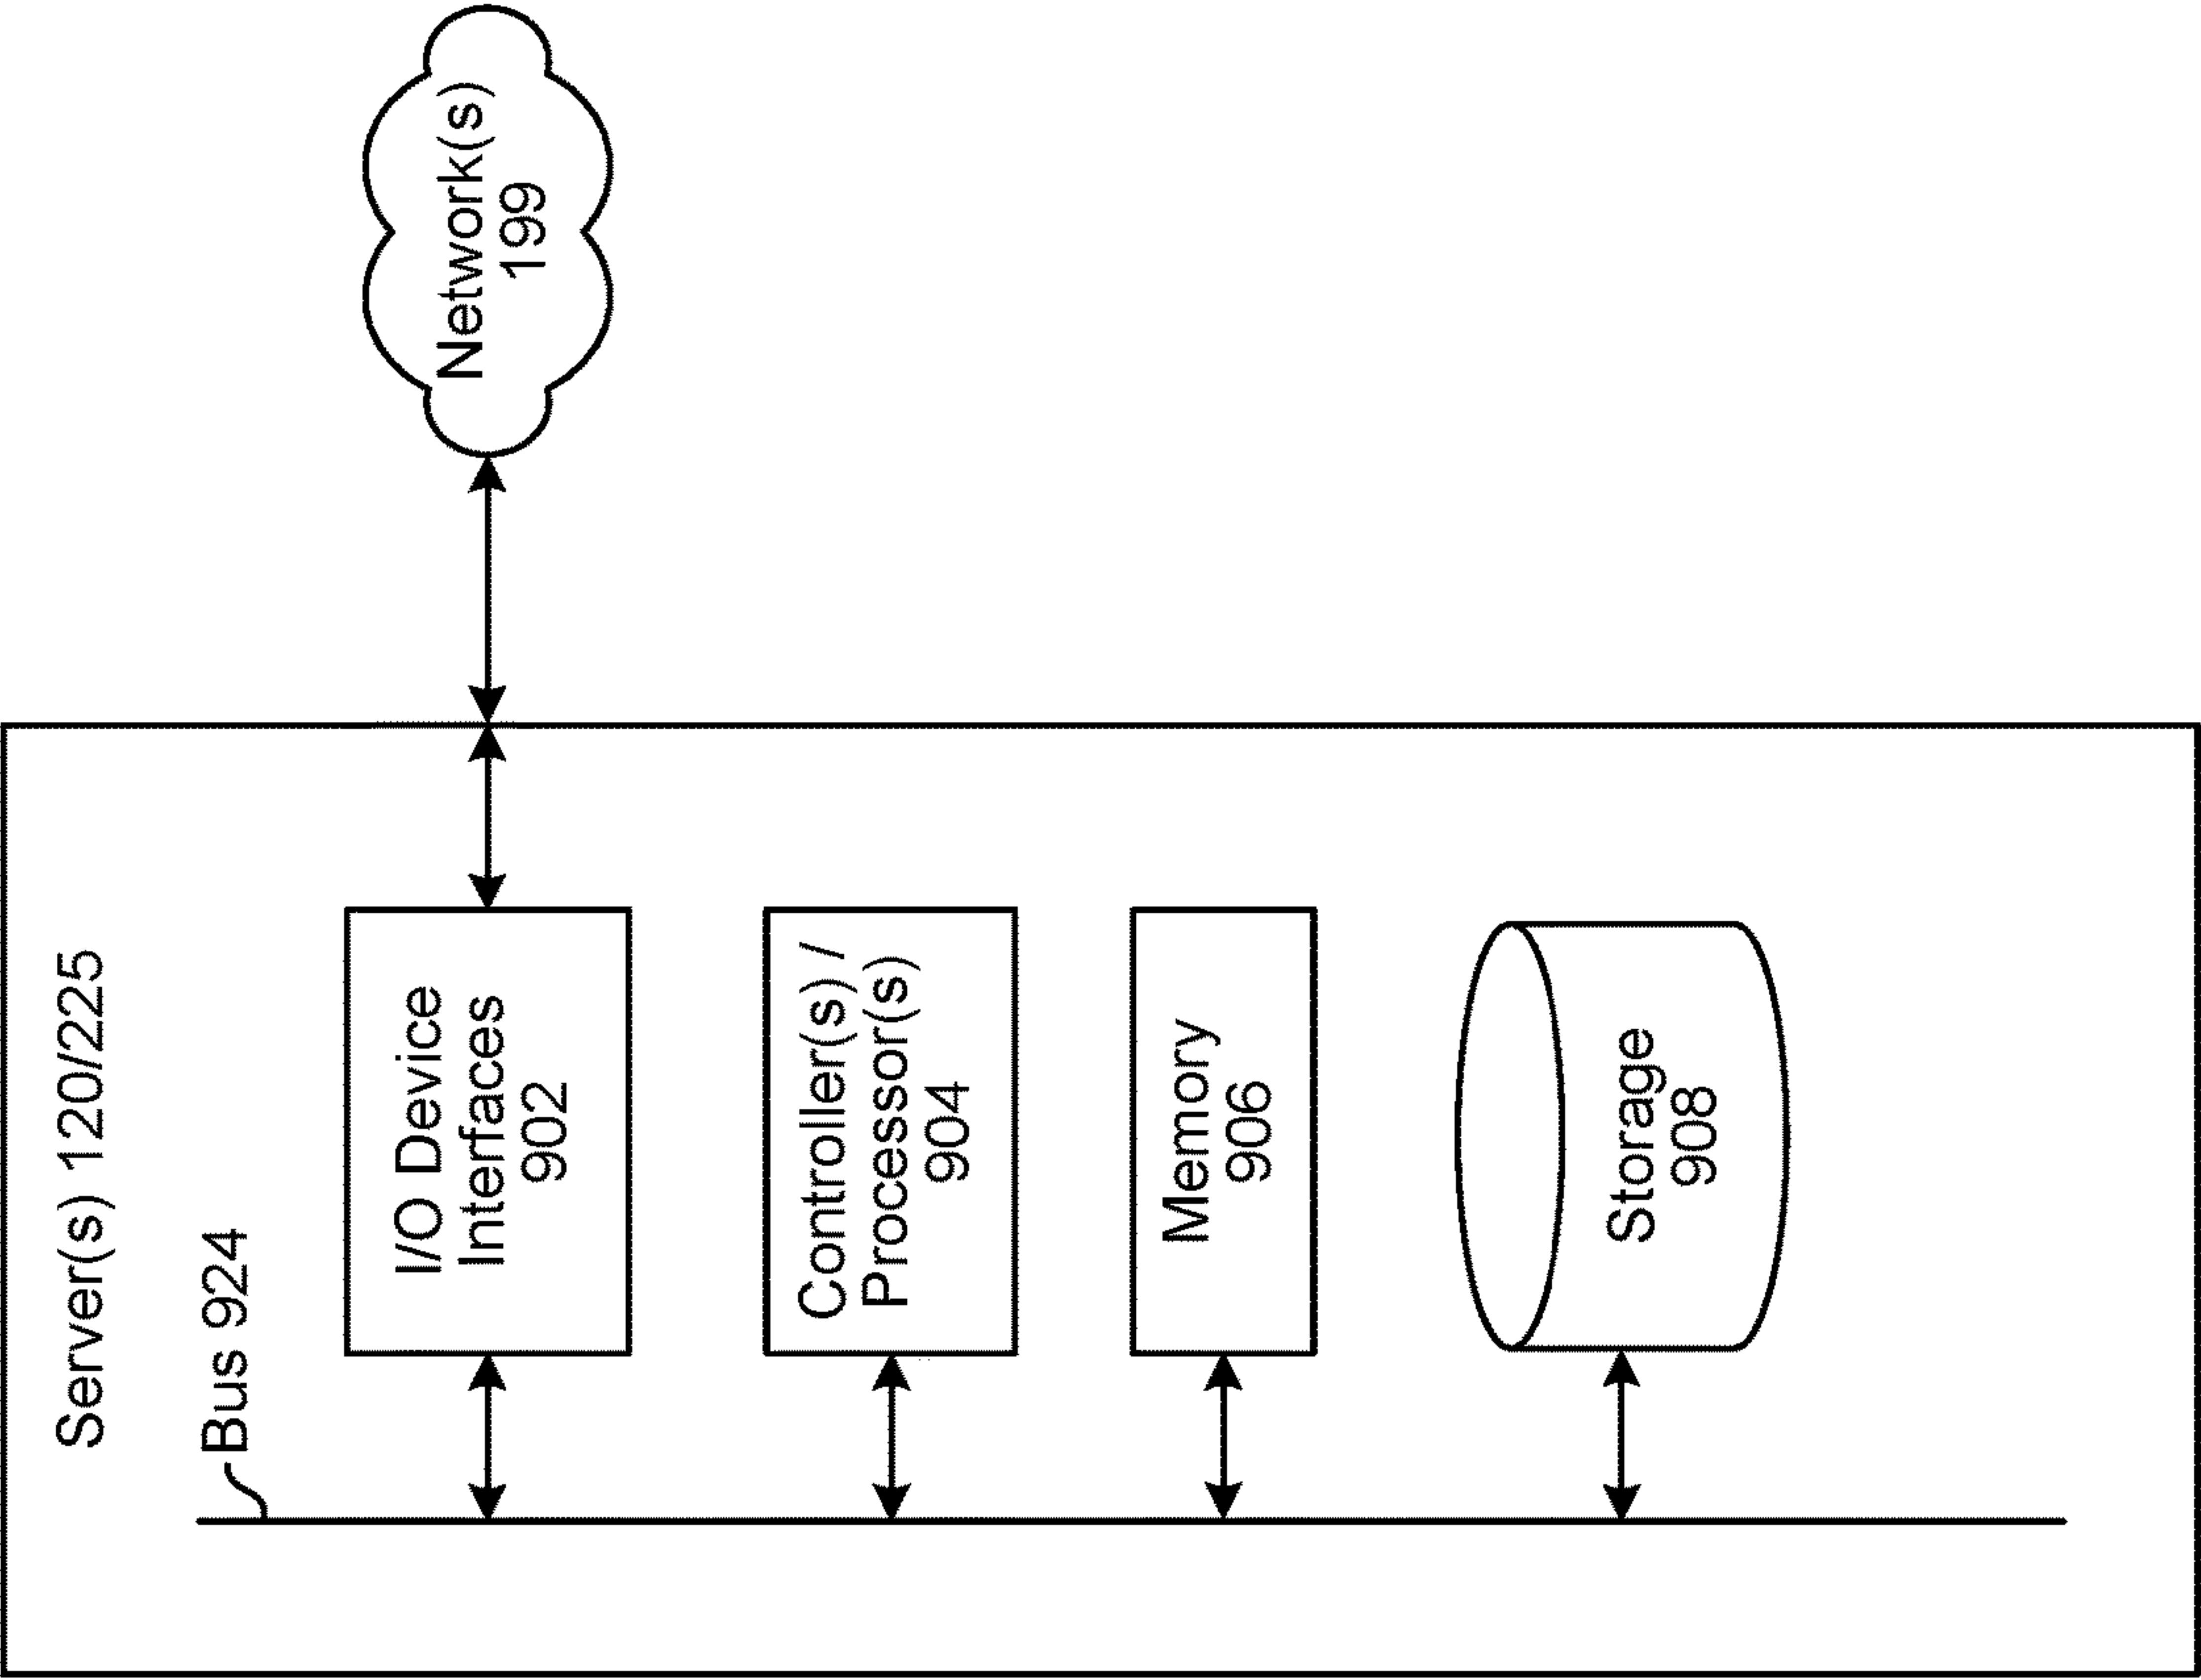 Server(s) 120/225
Bus 924
I/O Device
Interfaces
902
Network(s)
199
Controller(s) /
Processor(s)
904
Memory
906
Storage
908